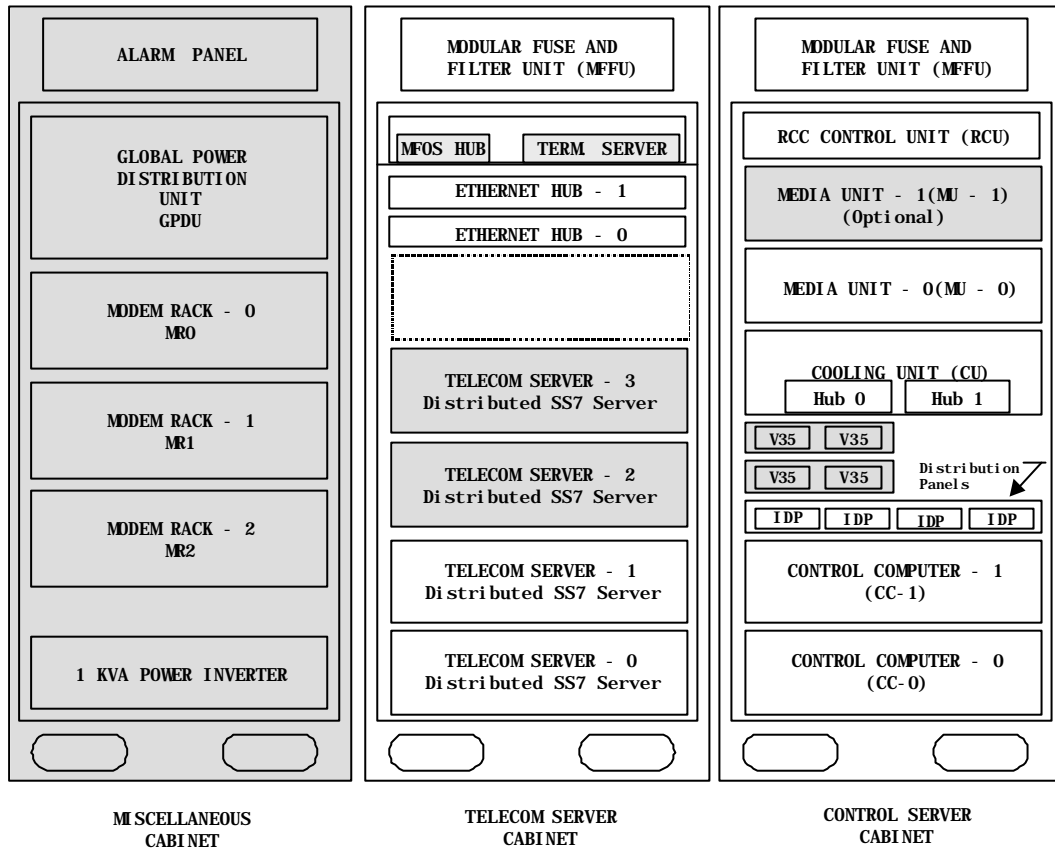 ALARM PANEL
GLOBAL POWER
DISTRIBUTION
UNIT
GPDU
MODEM RACK - 0
MR0
MODEM RACK - 1
MR1
MODEM RACK - 2
MR2
1 KVA POWER INVERTER
MISCELLANEOUS
CABINET
MODULAR FUSE AND
FILTER UNIT (MFFU)
MFOS HUB
TERM. SERVER
ETHERNET HUB - 1
ETHERNET HUB - 0
TELECOM SERVER - 3
Distributed SS7 Server
TELECOM SERVER - 2
Distributed SS7 Server
TELECOM SERVER - 1
Distributed SS7 Server
TELECOM SERVER - 0
Distributed SS7 Server
TELECOM SERVER
CABINET
MODULAR FUSE AND
FILTER UNIT (MFFU)
RCC CONTROL UNIT (RCU)
MEDIA UNIT - 1(MU - 1)
(Optional)
MEDIA UNIT - 0(MU - 0)
COOLING UNIT (CU)
Hub 0 Hub 1
V35 V35
V35 V35
Distribution
Panels
IDP IDP IDP IDP
CONTROL COMPUTER - 1
(CC-1)
CONTROL COMPUTER - 0
(CC-0)
CONTROL SERVER
CABINET